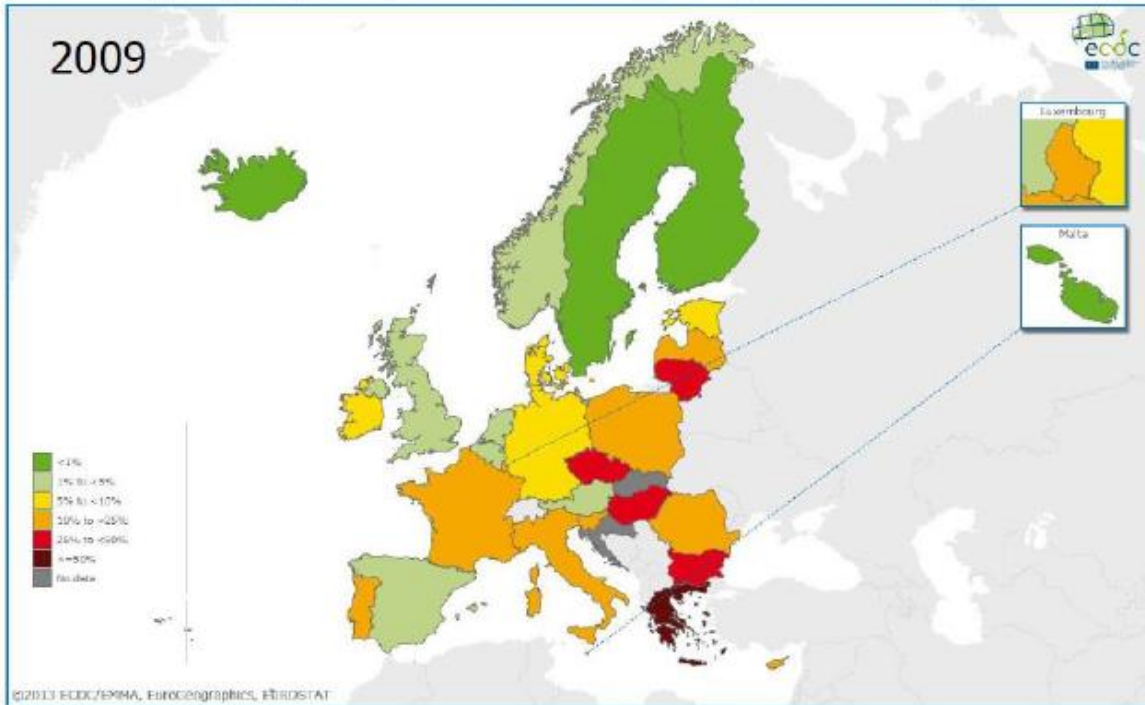 2009
ecdc
Luxembourg
Malta
<1%
1% to <5%
5% to <10%
10% to <25%
25% to <50%
>=50%
No data
©2013 ECDC/EMMA, EuroGeographics, EUROSTAT